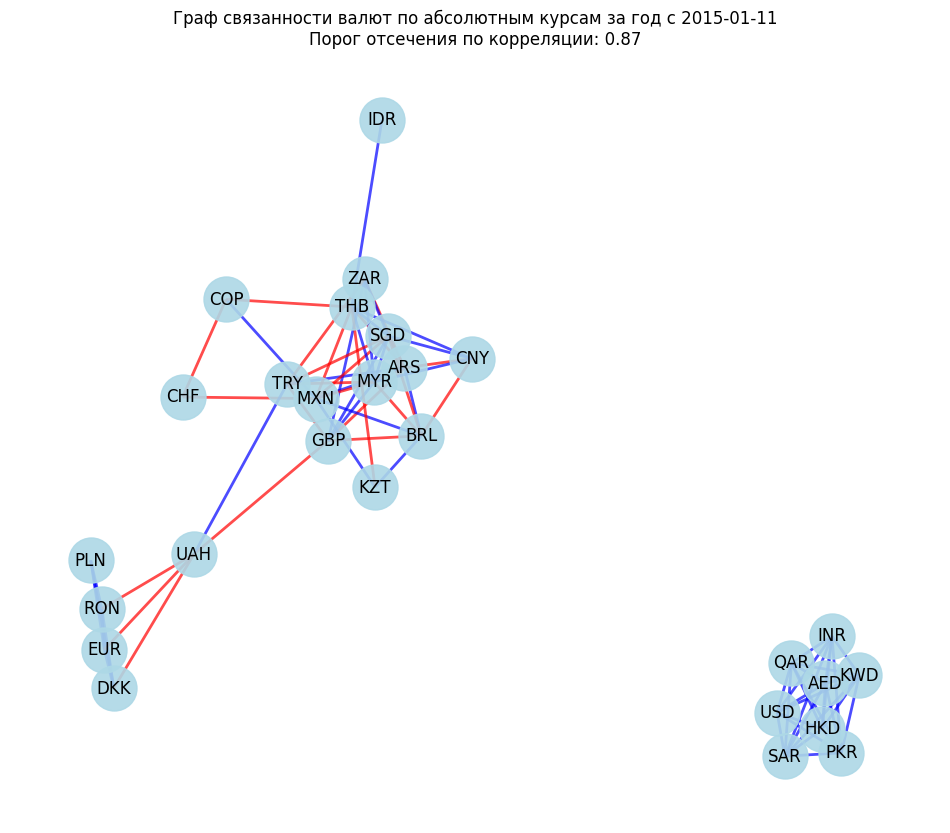 Граф связанности валют по абсолютным курсам за год с 2015-01-11
Порог отсечения по корреляции: 0.87
IDR
ZAR
COP
THB
SGD
CNY
ARS
TRY
MYR
CHF
MXN
GBP
BRL
KZT
UAH
PLN
RON
EUR
DKK
INR
QAR
KWD
AED
USD
HKD
SAR
PKR